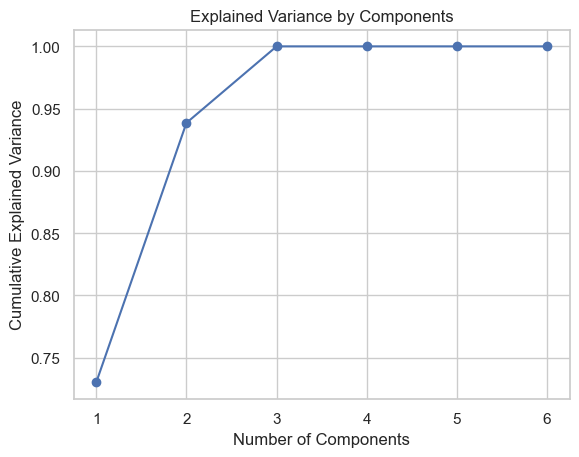 Explained Variance by Components
Cumulative Explained Variance
1.00
0.95
0.90
0.85
0.80
0.75
1 2 3 4 5 6
Number of Components